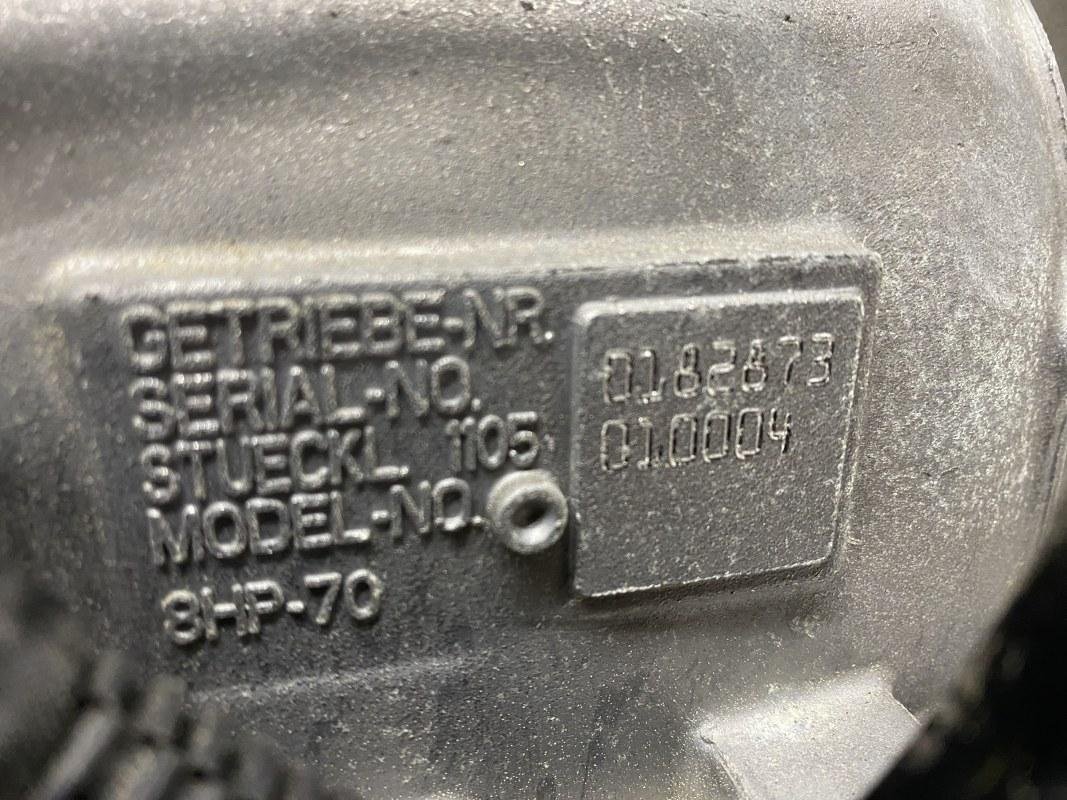 GETRIEBE-NR.
SERIAL-NO. 0182873
STUECKL. 1105. 010004
MODEL-NO.
8HP-70